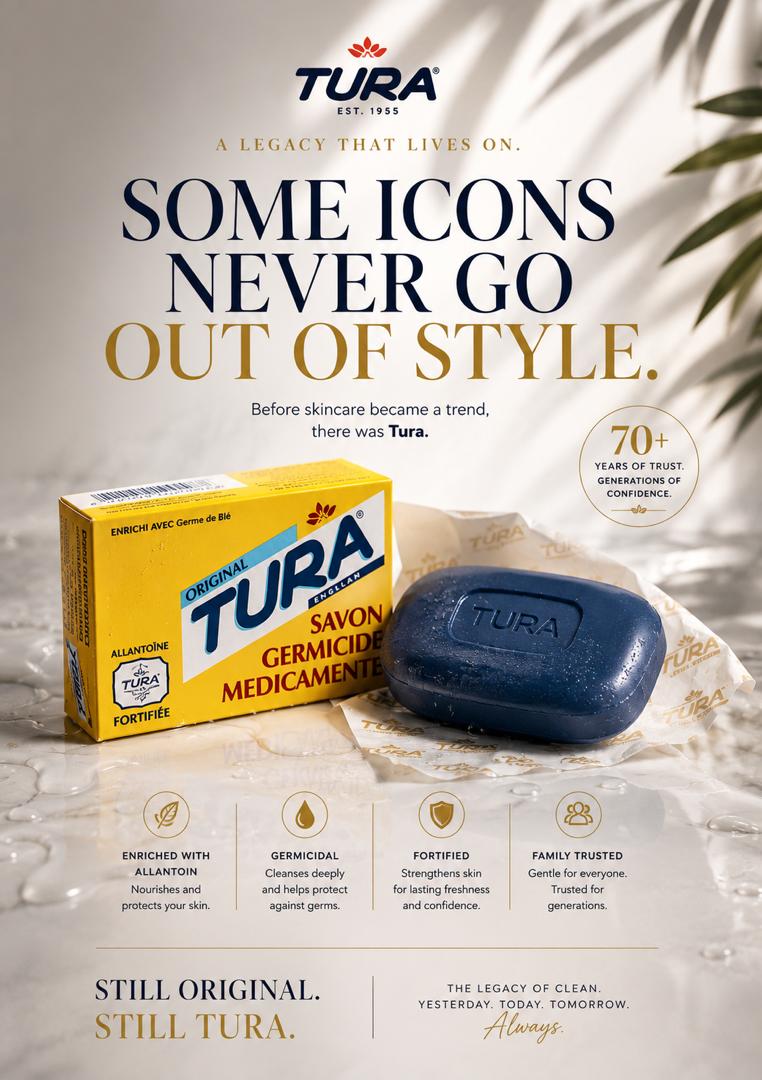 TURA®
EST. 1955
A LEGACY THAT LIVES ON.
SOME ICONS
NEVER GO
OUT OF STYLE.
Before skincare became a trend,
there was Tura.
70+
YEARS OF TRUST.
GENERATIONS OF
CONFIDENCE.
ENRICHI AVEC Germe de Blé
ORIGINAL
TURA
ENGLLAN
SAVON
GERMICIDE
MEDICAMENTE
ALLANTOÏNE
TURA
FORTIFIÉE
TURA
TURA
TURA
ENRICHED WITH
ALLANTOIN
Nourishes and
protects your skin.
GERMICIDAL
Cleanses deeply
and helps protect
against germs.
FORTIFIED
Strengthens skin
for lasting freshness
and confidence.
FAMILY TRUSTED
Gentle for everyone.
Trusted for
generations.
STILL ORIGINAL.
STILL TURA.
THE LEGACY OF CLEAN.
YESTERDAY. TODAY. TOMORROW.
Always.